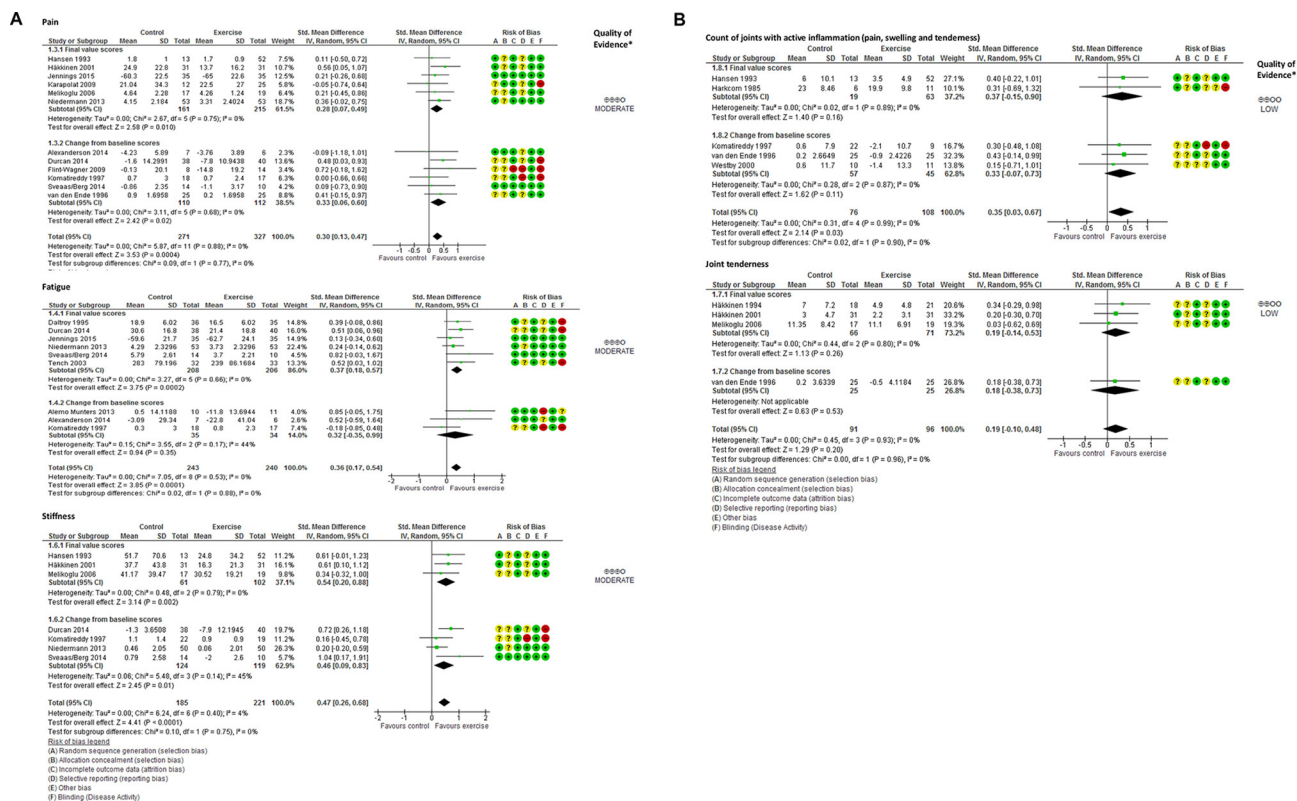 A
Pain
Control Exercise Std. Mean Difference Std. Mean Difference Risk of Bias Quality of
Study or Subgroup Mean SD Total Mean SD Total Weight IV, Random, 95% CI IV, Random, 95% CI A B C D E F Evidence*
1.3.1 Final value scores
Hansen 1993 1.8 1 13 1.7 0.9 52 7.5% 0.11 [-0.50, 0.72]
Häkkinen 2001 24.9 22.8 31 13.7 16.2 31 10.7% 0.56 [0.05, 1.07]
Jennings 2015 -60.3 22.5 35 -65 22.6 35 12.6% 0.21 [-0.26, 0.68]
Karapolat 2009 21.04 34.3 12 22.5 27 25 5.8% -0.05 [-0.74, 0.64]
Melikoglu 2006 4.64 2.28 17 4.26 1.24 19 6.4% 0.21 [-0.45, 0.86]
Niedermann 2013 4.15 2.184 53 3.31 2.4024 53 18.7% 0.36 [-0.02, 0.75]
Subtotal (95% CI) 161 215 61.5% 0.28 [0.07, 0.49]
Heterogeneity: Tau² = 0.00; Chi² = 2.67, df = 5 (P = 0.75); I² = 0%
Test for overall effect: Z = 2.58 (P = 0.010)
⊕⊕⊕O
MODERATE
1.3.2 Change from baseline scores
Alexanderson 2014 -4.23 5.89 7 -3.76 3.89 6 2.3% -0.09 [-1.18, 1.01]
Durcan 2014 -1.6 14.2991 38 -7.8 10.9438 40 13.6% 0.48 [0.03, 0.93]
Flint-Wagner 2009 -0.13 20.1 8 -14.8 19.2 14 3.4% 0.72 [-0.18, 1.62]
Komatireddy 1997 0.7 3 18 0.7 3 17 6.3% 0.00 [-0.66, 0.66]
Sveaas/Berg 2014 -0.86 2.35 14 -1.1 3.17 10 4.2% 0.09 [-0.73, 0.90]
van den Ende 1996 0.9 1.6958 25 0.2 1.6958 25 8.8% 0.41 [-0.15, 0.97]
Subtotal (95% CI) 110 112 38.5% 0.33 [0.06, 0.60]
Heterogeneity: Tau² = 0.00; Chi² = 3.11, df = 5 (P = 0.68); I² = 0%
Test for overall effect: Z = 2.42 (P = 0.02)
Total (95% CI) 271 327 100.0% 0.30 [0.13, 0.47]
Heterogeneity: Tau² = 0.00; Chi² = 5.87, df = 11 (P = 0.88); I² = 0%
Test for overall effect: Z = 3.53 (P = 0.0004)
Test for subgroup differences: Chi² = 0.09, df = 1 (P = 0.77), I² = 0%
-1 -0.5 0 0.5 1
Favours control Favours exercise
Fatigue
Control Exercise Std. Mean Difference Std. Mean Difference Risk of Bias
Study or Subgroup Mean SD Total Mean SD Total Weight IV, Random, 95% CI IV, Random, 95% CI A B C D E F
1.4.1 Final value scores
Daltroy 1995 18.9 6.02 36 16.5 6.02 35 14.8% 0.39 [-0.08, 0.86]
Durcan 2014 30.6 16.8 38 21.4 18.8 40 15.9% 0.51 [0.06, 0.96]
Jennings 2015 -59.6 21.7 35 -62.7 24.1 35 14.9% 0.13 [-0.34, 0.60]
Niedermann 2013 4.29 2.3296 53 3.73 2.3296 53 22.5% 0.24 [-0.14, 0.62]
Sveaas/Berg 2014 5.79 2.61 14 3.7 2.21 10 4.6% 0.82 [-0.03, 1.67]
Tench 2003 283 79.196 32 239 86.1684 33 13.3% 0.52 [0.03, 1.02]
Subtotal (95% CI) 208 206 86.0% 0.37 [0.18, 0.57]
Heterogeneity: Tau² = 0.00; Chi² = 3.27, df = 5 (P = 0.66); I² = 0%
Test for overall effect: Z = 3.75 (P = 0.0002)
⊕⊕⊕O
MODERATE
1.4.2 Change from baseline scores
Alemo Munters 2013 0.5 14.1188 10 -11.8 13.6944 11 4.0% 0.85 [-0.05, 1.75]
Alexanderson 2014 -3.09 29.34 7 -22.8 41.04 6 2.7% 0.52 [-0.59, 1.64]
Komatireddy 1997 0.3 3 18 0.8 2.3 17 7.4% -0.18 [-0.85, 0.48]
Subtotal (95% CI) 35 34 14.0% 0.32 [-0.35, 0.99]
Heterogeneity: Tau² = 0.15; Chi² = 3.55, df = 2 (P = 0.17); I² = 44%
Test for overall effect: Z = 0.94 (P = 0.35)
Total (95% CI) 243 240 100.0% 0.36 [0.17, 0.54]
Heterogeneity: Tau² = 0.00; Chi² = 7.05, df = 8 (P = 0.53); I² = 0%
Test for overall effect: Z = 3.85 (P = 0.0001)
Test for subgroup differences: Chi² = 0.02, df = 1 (P = 0.88), I² = 0%
-2 -1 0 1 2
Favours control Favours exercise
Stiffness
Control Exercise Std. Mean Difference Std. Mean Difference Risk of Bias
Study or Subgroup Mean SD Total Mean SD Total Weight IV, Random, 95% CI IV, Random, 95% CI A B C D E F
1.6.1 Final value scores
Hansen 1993 51.7 70.6 13 24.8 34.2 52 11.2% 0.61 [-0.01, 1.23]
Häkkinen 2001 37.7 43.8 31 16.3 21.3 31 16.1% 0.61 [0.10, 1.12]
Melikoglu 2006 41.17 39.47 17 30.52 19.21 19 9.8% 0.34 [-0.32, 1.00]
Subtotal (95% CI) 61 102 37.1% 0.54 [0.20, 0.88]
Heterogeneity: Tau² = 0.00; Chi² = 0.48, df = 2 (P = 0.79); I² = 0%
Test for overall effect: Z = 3.14 (P = 0.002)
⊕⊕⊕O
MODERATE
1.6.2 Change from baseline scores
Durcan 2014 -1.3 3.6508 38 -7.9 12.1945 40 19.7% 0.72 [0.26, 1.18]
Komatireddy 1997 1.1 1.4 22 0.9 0.9 19 11.2% 0.16 [-0.45, 0.78]
Niedermann 2013 0.46 2.05 50 0.06 2.01 50 26.3% 0.20 [-0.20, 0.59]
Sveaas/Berg 2014 0.79 2.58 14 -2 2.6 10 5.7% 1.04 [0.17, 1.91]
Subtotal (95% CI) 124 119 62.9% 0.46 [0.09, 0.83]
Heterogeneity: Tau² = 0.06; Chi² = 5.48, df = 3 (P = 0.14); I² = 45%
Test for overall effect: Z = 2.45 (P = 0.01)
Total (95% CI) 185 221 100.0% 0.47 [0.26, 0.68]
Heterogeneity: Tau² = 0.00; Chi² = 6.24, df = 6 (P = 0.40); I² = 4%
Test for overall effect: Z = 4.41 (P < 0.0001)
Test for subgroup differences: Chi² = 0.10, df = 1 (P = 0.75), I² = 0%
-2 -1 0 1 2
Favours control Favours exercise
Risk of bias legend
(A) Random sequence generation (selection bias)
(B) Allocation concealment (selection bias)
(C) Incomplete outcome data (attrition bias)
(D) Selective reporting (reporting bias)
(E) Other bias
(F) Blinding (Disease Activity)
B
Count of joints with active inflammation (pain, swelling and tenderness)
Control Exercise Std. Mean Difference Std. Mean Difference Risk of Bias Quality of
Study or Subgroup Mean SD Total Mean SD Total Weight IV, Random, 95% CI IV, Random, 95% CI A B C D E F Evidence*
1.8.1 Final value scores
Hansen 1993 6 10.1 13 3.5 4.9 52 27.1% 0.40 [-0.22, 1.01]
Harkcom 1985 23 8.46 6 19.9 9.8 11 10.1% 0.31 [-0.69, 1.32]
Subtotal (95% CI) 19 63 37.2% 0.37 [-0.15, 0.90]
Heterogeneity: Tau² = 0.00; Chi² = 0.02, df = 1 (P = 0.89); I² = 0%
Test for overall effect: Z = 1.40 (P = 0.16)
⊕⊕OO
LOW
1.8.2 Change from baseline scores
Komatireddy 1997 0.6 7.9 22 -2.1 10.7 9 16.0% 0.30 [-0.48, 1.08]
van den Ende 1996 0.2 2.6649 25 -0.9 2.4226 25 32.2% 0.43 [-0.14, 0.99]
Westby 2000 0.6 11.7 10 -1.4 13.3 11 14.6% 0.15 [-0.71, 1.01]
Subtotal (95% CI) 57 45 62.8% 0.33 [-0.07, 0.73]
Heterogeneity: Tau² = 0.00; Chi² = 0.28, df = 2 (P = 0.87); I² = 0%
Test for overall effect: Z = 1.62 (P = 0.11)
Total (95% CI) 76 108 100.0% 0.35 [0.03, 0.67]
Heterogeneity: Tau² = 0.00; Chi² = 0.31, df = 4 (P = 0.99); I² = 0%
Test for overall effect: Z = 2.14 (P = 0.03)
Test for subgroup differences: Chi² = 0.02, df = 1 (P = 0.90), I² = 0%
-2 -1 0 1 2
Favours control Favours exercise
Joint tenderness
Control Exercise Std. Mean Difference Std. Mean Difference Risk of Bias
Study or Subgroup Mean SD Total Mean SD Total Weight IV, Random, 95% CI IV, Random, 95% CI A B C D E F
1.7.1 Final value scores
Häkkinen 1994 7 7.2 18 4.9 4.8 21 20.6% 0.34 [-0.29, 0.98]
Häkkinen 2001 3 4.7 31 2.2 3.1 31 33.3% 0.20 [-0.30, 0.70]
Melikoglu 2006 11.35 8.42 17 11.1 6.91 19 19.3% 0.03 [-0.62, 0.69]
Subtotal (95% CI) 66 71 73.2% 0.19 [-0.14, 0.53]
Heterogeneity: Tau² = 0.00; Chi² = 0.44, df = 2 (P = 0.80); I² = 0%
Test for overall effect: Z = 1.13 (P = 0.26)
⊕⊕OO
LOW
1.7.2 Change from baseline scores
van den Ende 1996 0.2 3.6339 25 -0.5 4.1184 25 26.8% 0.18 [-0.38, 0.73]
Subtotal (95% CI) 25 25 26.8% 0.18 [-0.38, 0.73]
Heterogeneity: Not applicable
Test for overall effect: Z = 0.63 (P = 0.53)
Total (95% CI) 91 96 100.0% 0.19 [-0.10, 0.48]
Heterogeneity: Tau² = 0.00; Chi² = 0.45, df = 3 (P = 0.93); I² = 0%
Test for overall effect: Z = 1.29 (P = 0.20)
Test for subgroup differences: Chi² = 0.00, df = 1 (P = 0.96), I² = 0%
-2 -1 0 1 2
Favours control Favours exercise
Risk of bias legend
(A) Random sequence generation (selection bias)
(B) Allocation concealment (selection bias)
(C) Incomplete outcome data (attrition bias)
(D) Selective reporting (reporting bias)
(E) Other bias
(F) Blinding (Disease Activity)